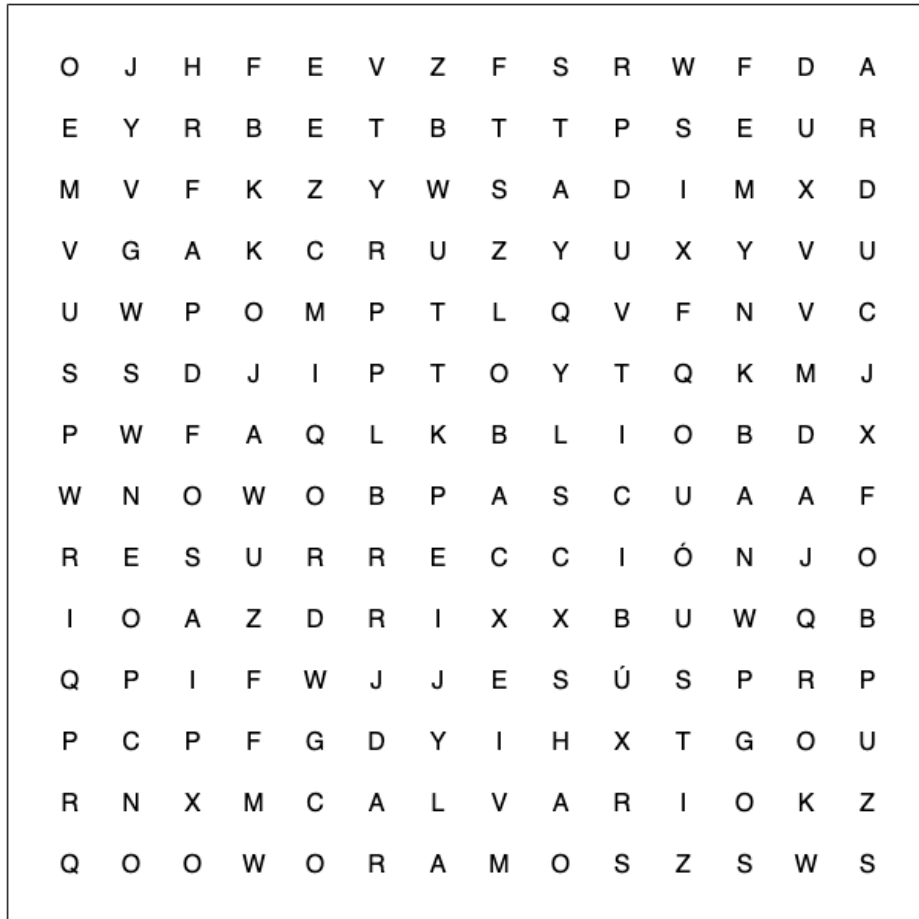 O J H F E V Z F S R W F D A
E Y R B E T B T T P S E U R
M V F K Z Y W S A D I M X D
V G A K C R U Z Y U X Y V U
U W P O M P T L Q V F N V C
S S D J I P T O Y T Q K M J
P W F A Q L K B L I O B D X
W N O W O B P A S C U A A F
R E S U R R E C C I Ó N J O
I O A Z D R I X X B U W Q B
Q P I F W J J E S Ú S P R P
P C P F G D Y I H X T G O U
R N X M C A L V A R I O K Z
Q O O W O R A M O S Z S W S